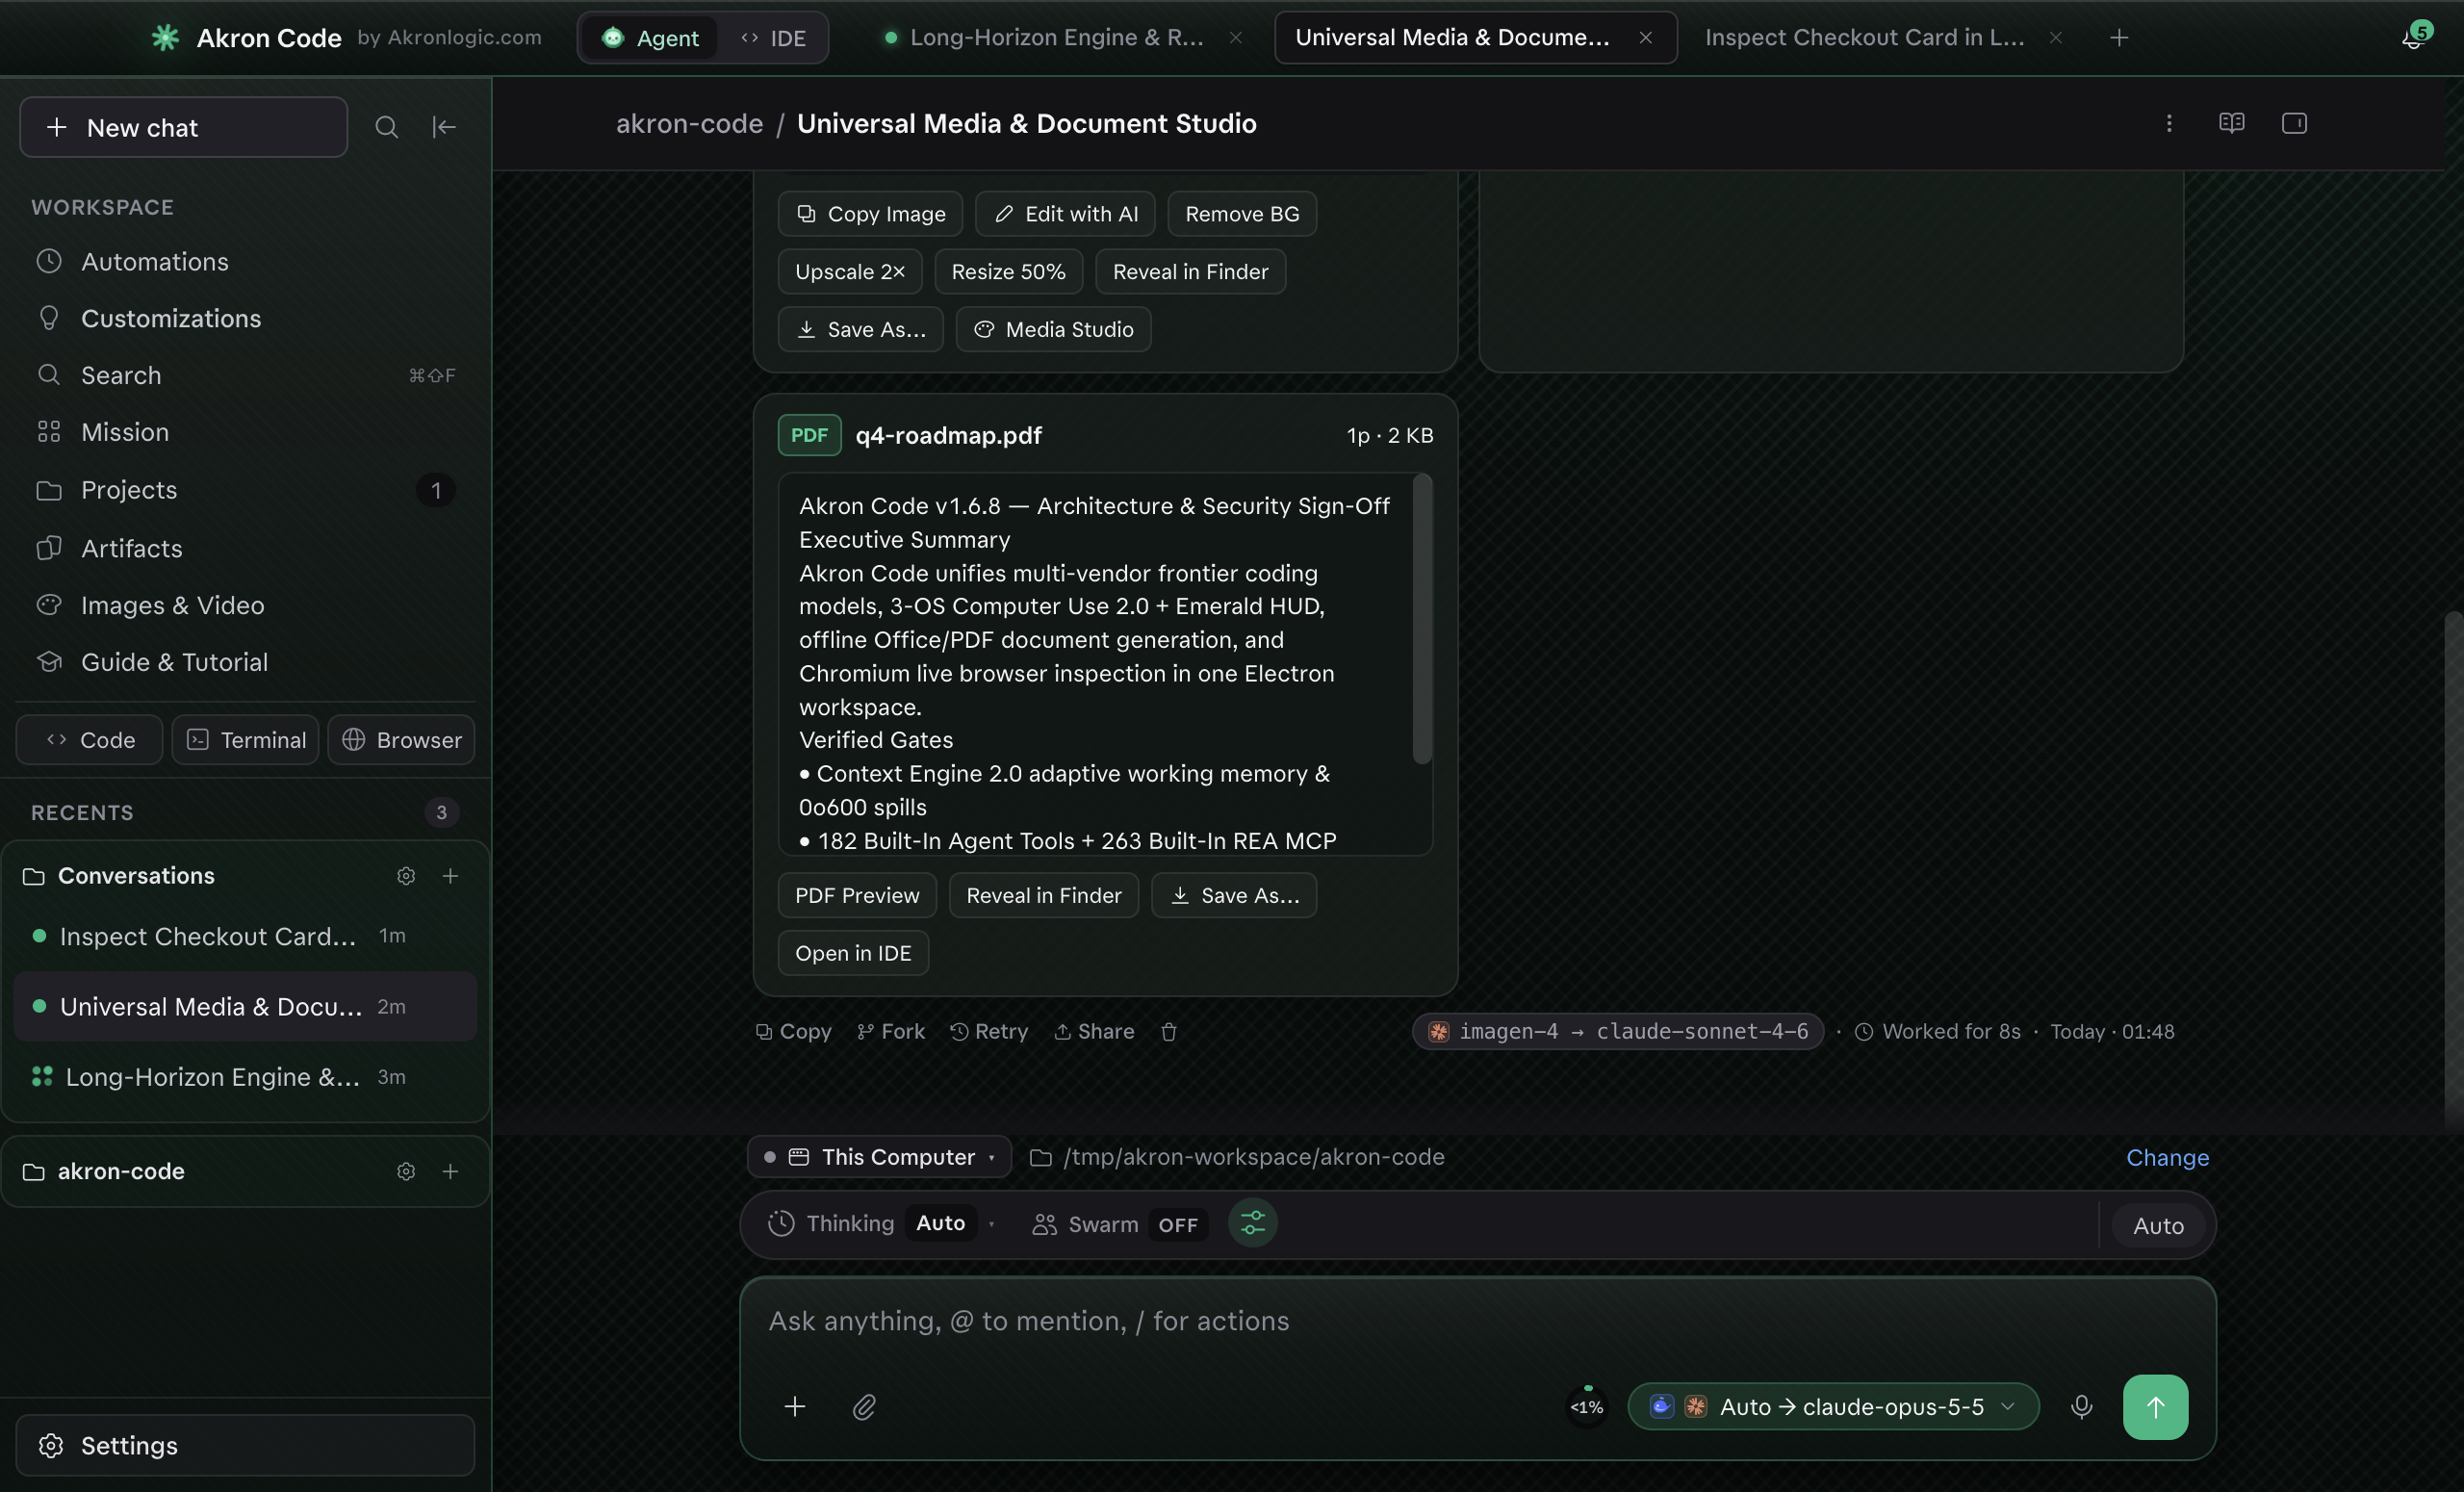 Akron Code by Akronlogic.com
Agent
IDE
Long-Horizon Engine & R...
Universal Media & Docume...
Inspect Checkout Card in L...
5
New chat
WORKSPACE
Automations
Customizations
Search ⌘⇧F
Mission
Projects 1
Artifacts
Images & Video
Guide & Tutorial
Code
Terminal
Browser
RECENTS 3
Conversations
Inspect Checkout Card... 1m
Universal Media & Docu... 2m
Long-Horizon Engine &... 3m
akron-code
Settings
akron-code / Universal Media & Document Studio
Copy Image
Edit with AI
Remove BG
Upscale 2×
Resize 50%
Reveal in Finder
Save As...
Media Studio
PDF q4-roadmap.pdf 1p · 2 KB
Akron Code v1.6.8 — Architecture & Security Sign-Off
Executive Summary
Akron Code unifies multi-vendor frontier coding
models, 3-OS Computer Use 2.0 + Emerald HUD,
offline Office/PDF document generation, and
Chromium live browser inspection in one Electron
workspace.
Verified Gates
• Context Engine 2.0 adaptive working memory &
0o600 spills
• 182 Built-In Agent Tools + 263 Built-In REA MCP
PDF Preview
Reveal in Finder
Save As...
Open in IDE
Copy
Fork
Retry
Share
imagen-4 → claude-sonnet-4-6 · Worked for 8s · Today · 01:48
This Computer
/tmp/akron-workspace/akron-code
Change
Thinking Auto
Swarm OFF
Auto
Ask anything, @ to mention, / for actions
<1%
Auto → claude-opus-5-5